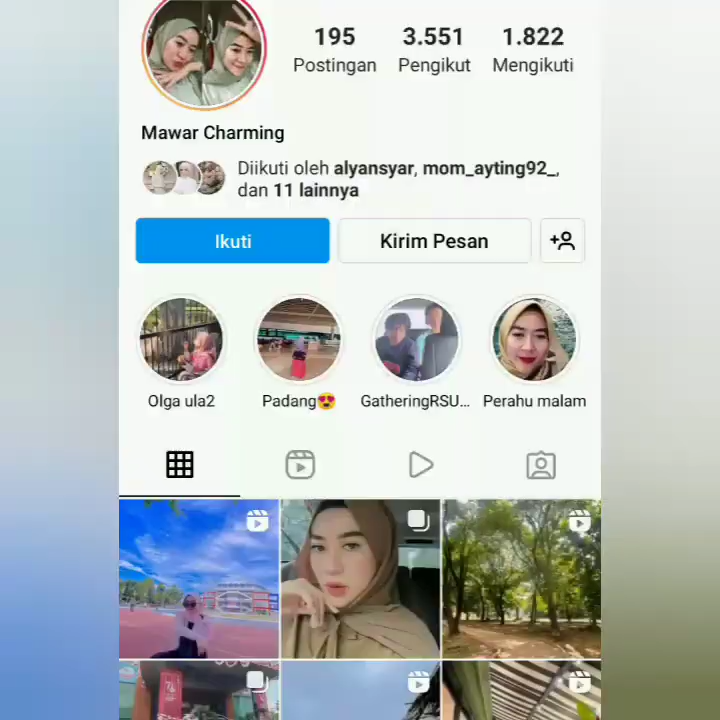 195 3.551 1.822
Postingan Pengikut Mengikuti
Mawar Charming
Diikuti oleh alyansyar, mom_ayting92_,
dan 11 lainnya
Ikuti Kirim Pesan
Olga ula2 Padang😍 GatheringRSU... Perahu malam